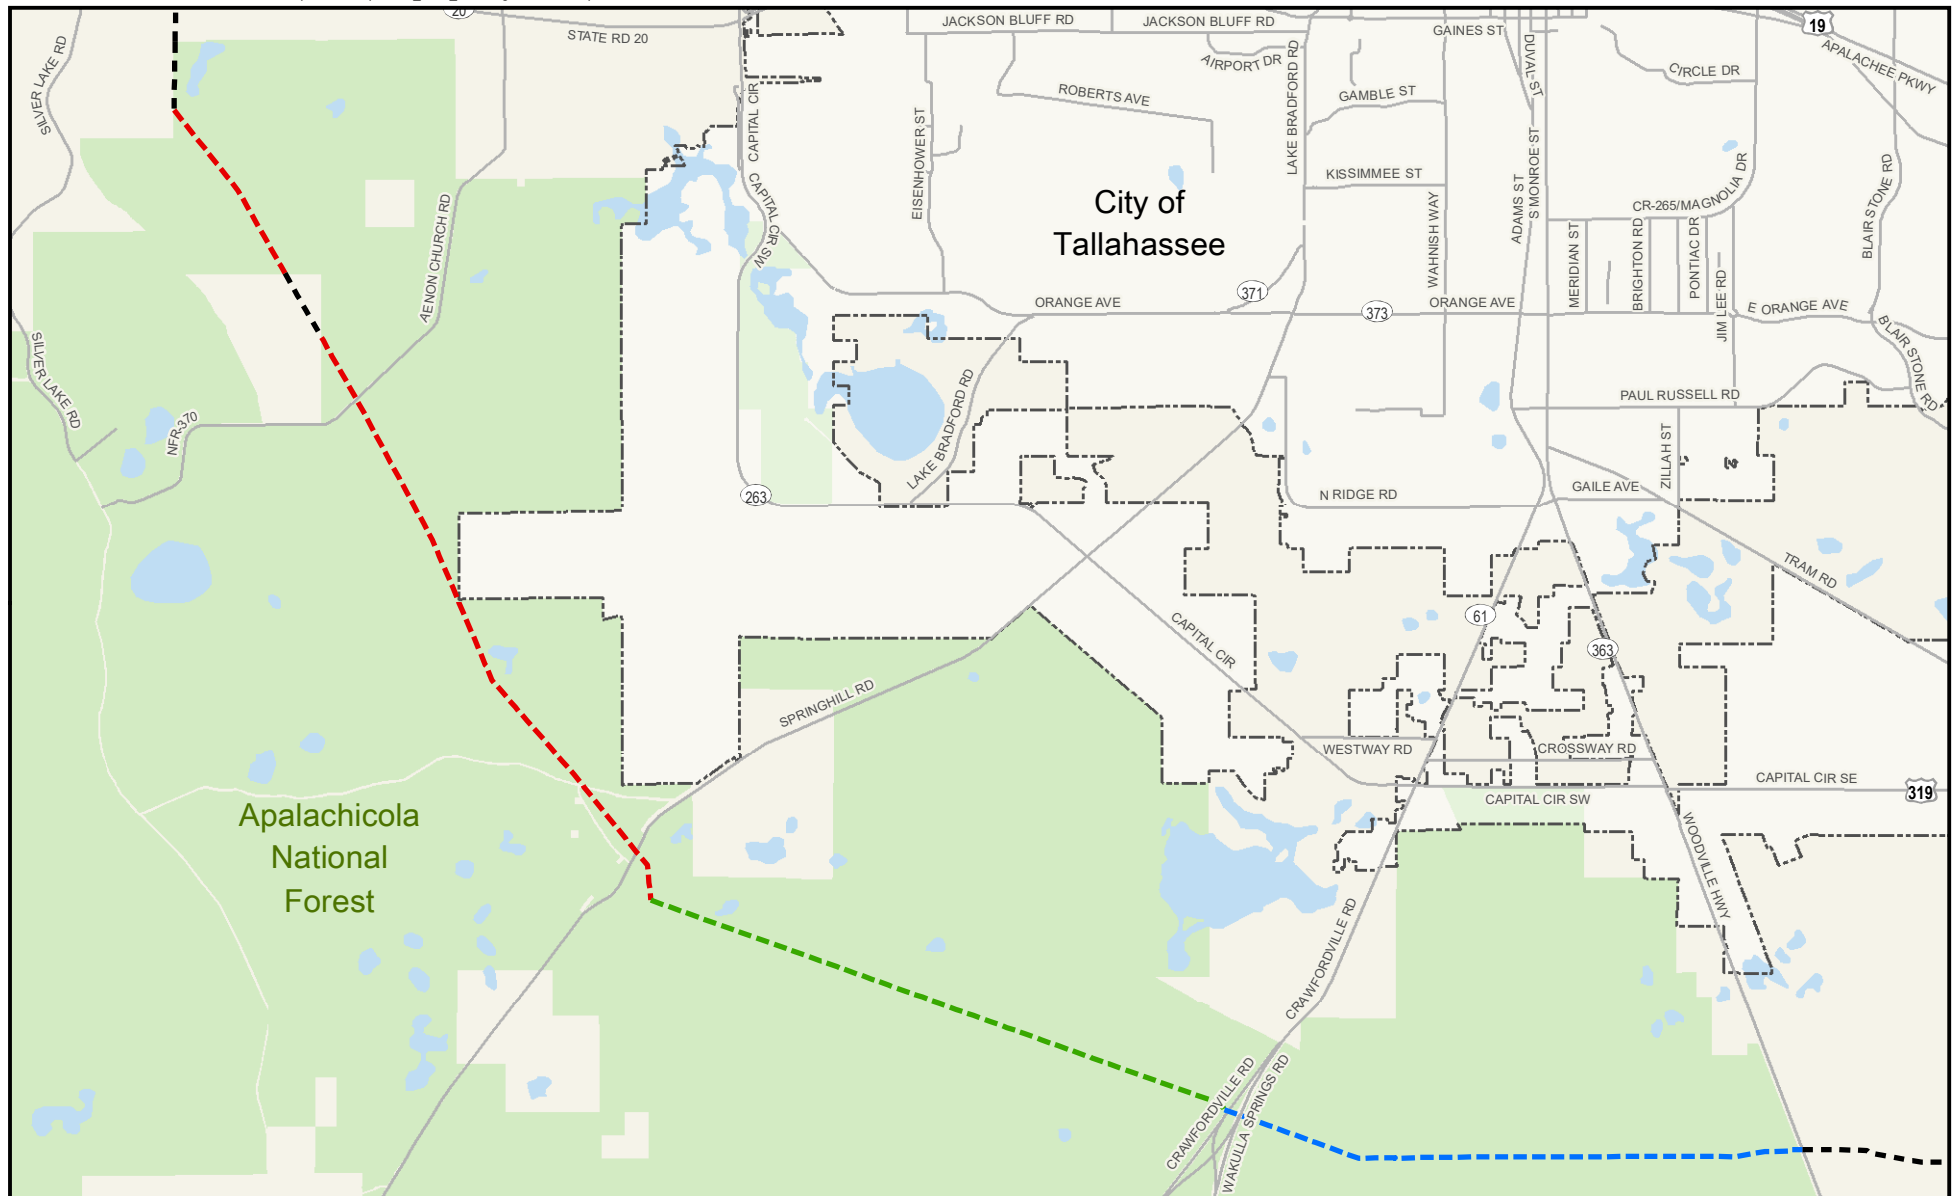 20
STATE RD 20
JACKSON BLUFF RD
JACKSON BLUFF RD
GAINES ST
19
APALACHEE PKWY
SILVER LAKE RD
AIRPORT DR
LAKE BRADFORD RD
DUVAL ST
CIRCLE DR
CAPITAL CIR
ROBERTS AVE
GAMBLE ST
EISENHOWER ST
S MONROE ST
ADAMS ST
KISSIMMEE ST
CAPITAL CIR SW
City of
Tallahassee
WAHNISH WAY
CR-265/MAGNOLIA DR
BLAIR STONE RD
AENON CHURCH RD
MERIDIAN ST
BRIGHTON RD
PONTIAC DR
JIM LEE RD
371
ORANGE AVE
373
ORANGE AVE
E ORANGE AVE
BLAIR STONE RD
SILVER LAKE RD
NFR-370
LAKE BRADFORD RD
PAUL RUSSELL RD
ZILLAH ST
263
N RIDGE RD
GAILE AVE
TRAM RD
61
CAPITAL CIR
363
SPRINGHILL RD
WESTWAY RD
CROSSWAY RD
CAPITAL CIR SE
319
CAPITAL CIR SW
Apalachicola
National
Forest
WOODVILLE HWY
CRAWFORDVILLE RD
CRAWFORDVILLE RD
WAKULLA SPRINGS RD